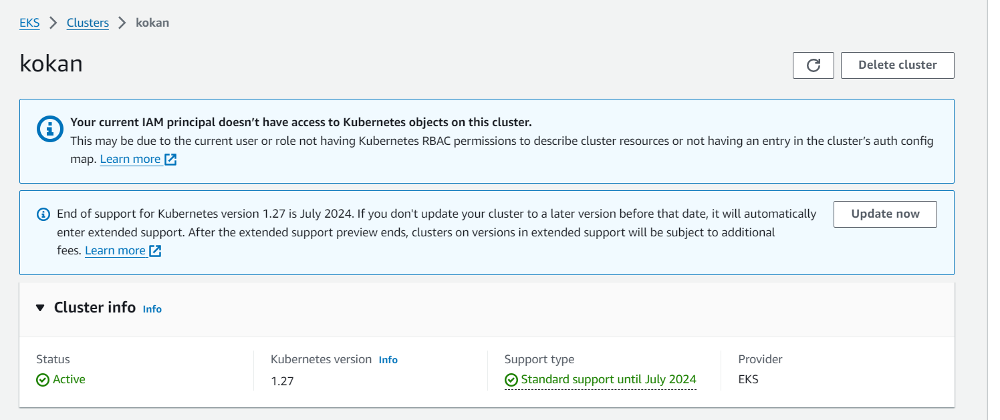 EKS > Clusters > kokan
kokan
Delete cluster
Your current IAM principal doesn’t have access to Kubernetes objects on this cluster.
This may be due to the current user or role not having Kubernetes RBAC permissions to describe cluster resources or not having an entry in the cluster’s auth config
map. Learn more
End of support for Kubernetes version 1.27 is July 2024. If you don't update your cluster to a later version before that date, it will automatically
Update now
enter extended support. After the extended support preview ends, clusters on versions in extended support will be subject to additional
fees. Learn more
Cluster info Info
Status
Active
Kubernetes version Info
1.27
Support type
Standard support until July 2024
Provider
EKS